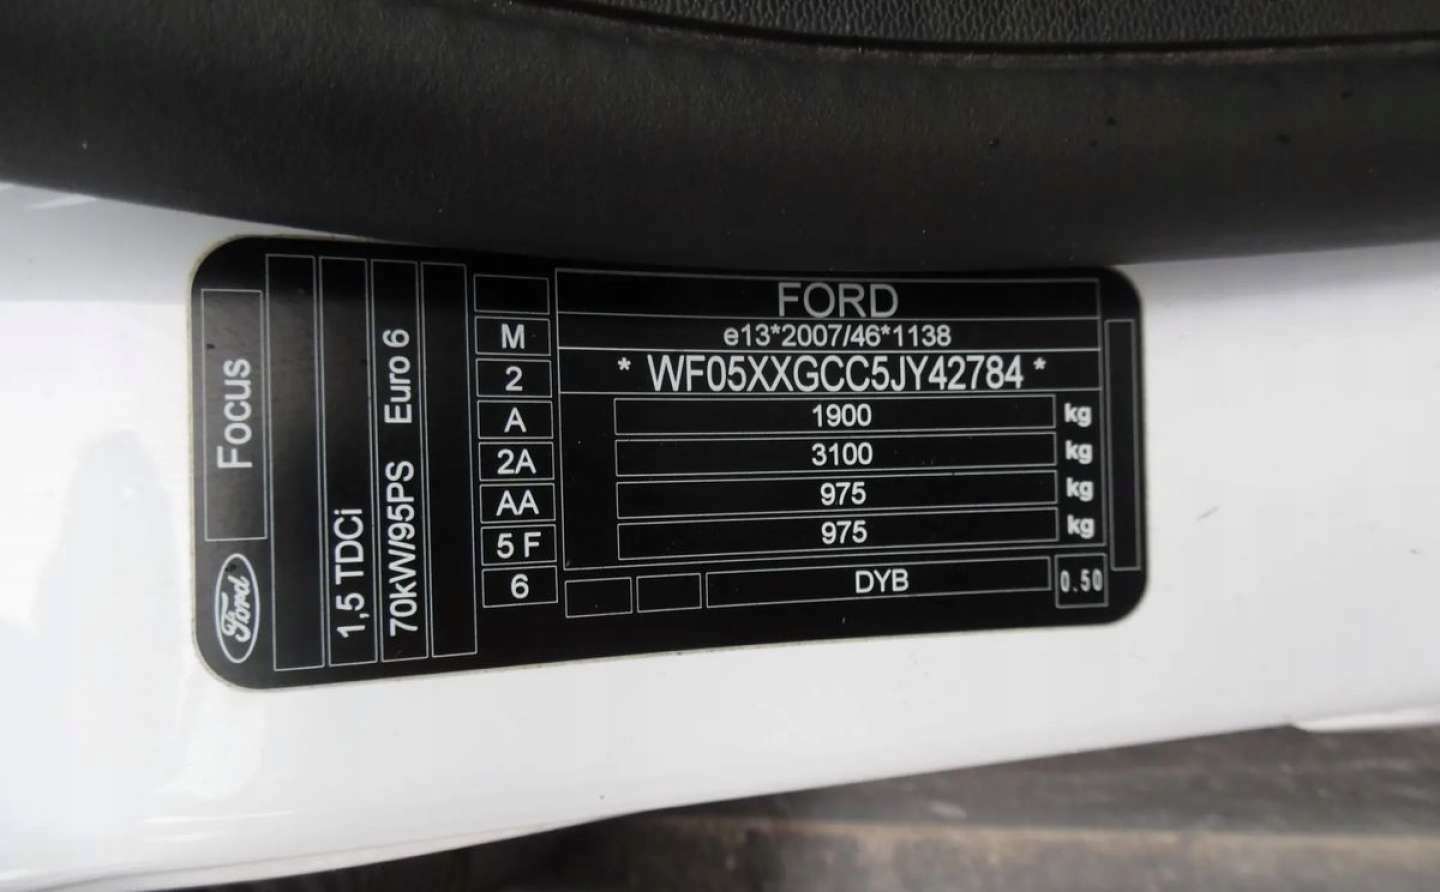 Focus
Ford
1,5 TDCi
70kW/95PS Euro 6
M
2
A
2A
AA
5 F
6
FORD
e13*2007/46*1138
* WF05XXGCC5JY42784 *
1900 kg
3100 kg
975 kg
975 kg
DYB 0.50